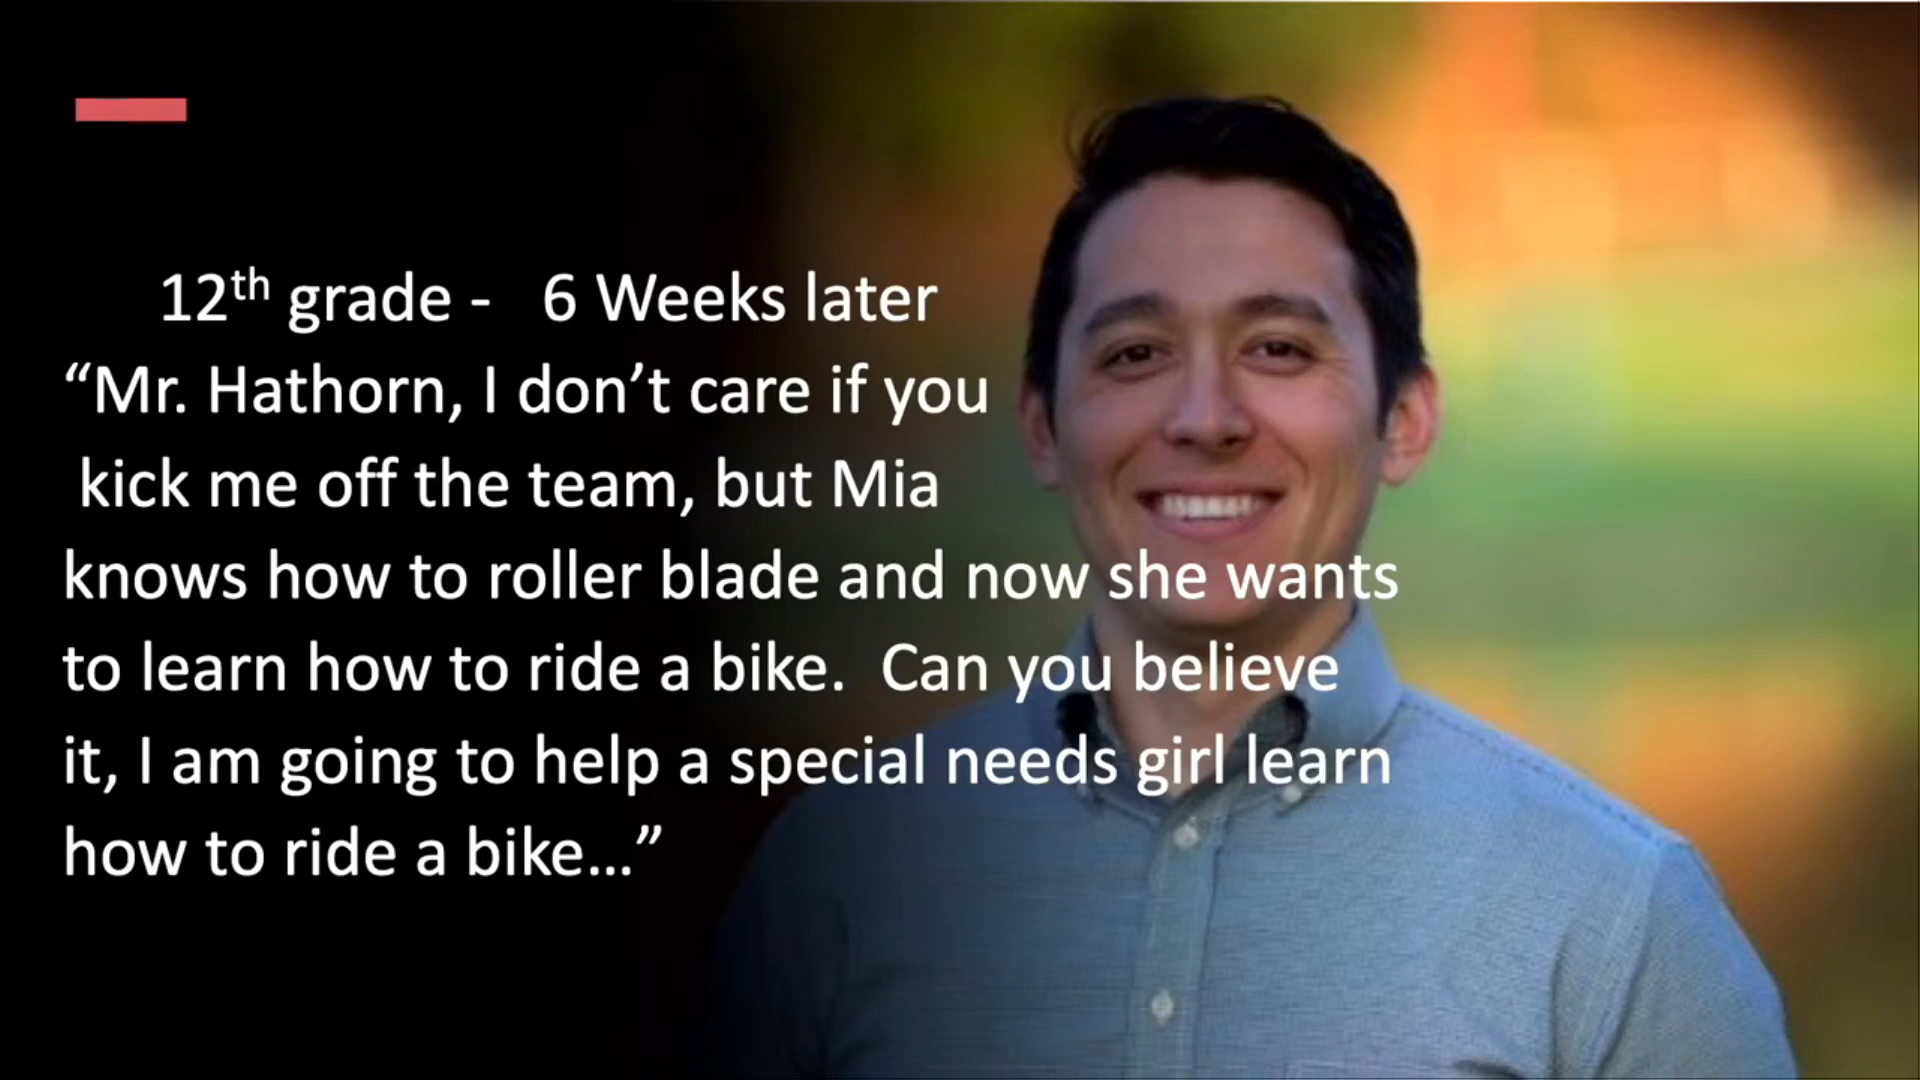 12th grade -   6 Weeks later
“Mr. Hathorn, I don’t care if you
kick me off the team, but Mia
knows how to roller blade and now she wants
to learn how to ride a bike.  Can you believe
it, I am going to help a special needs girl learn
how to ride a bike...”